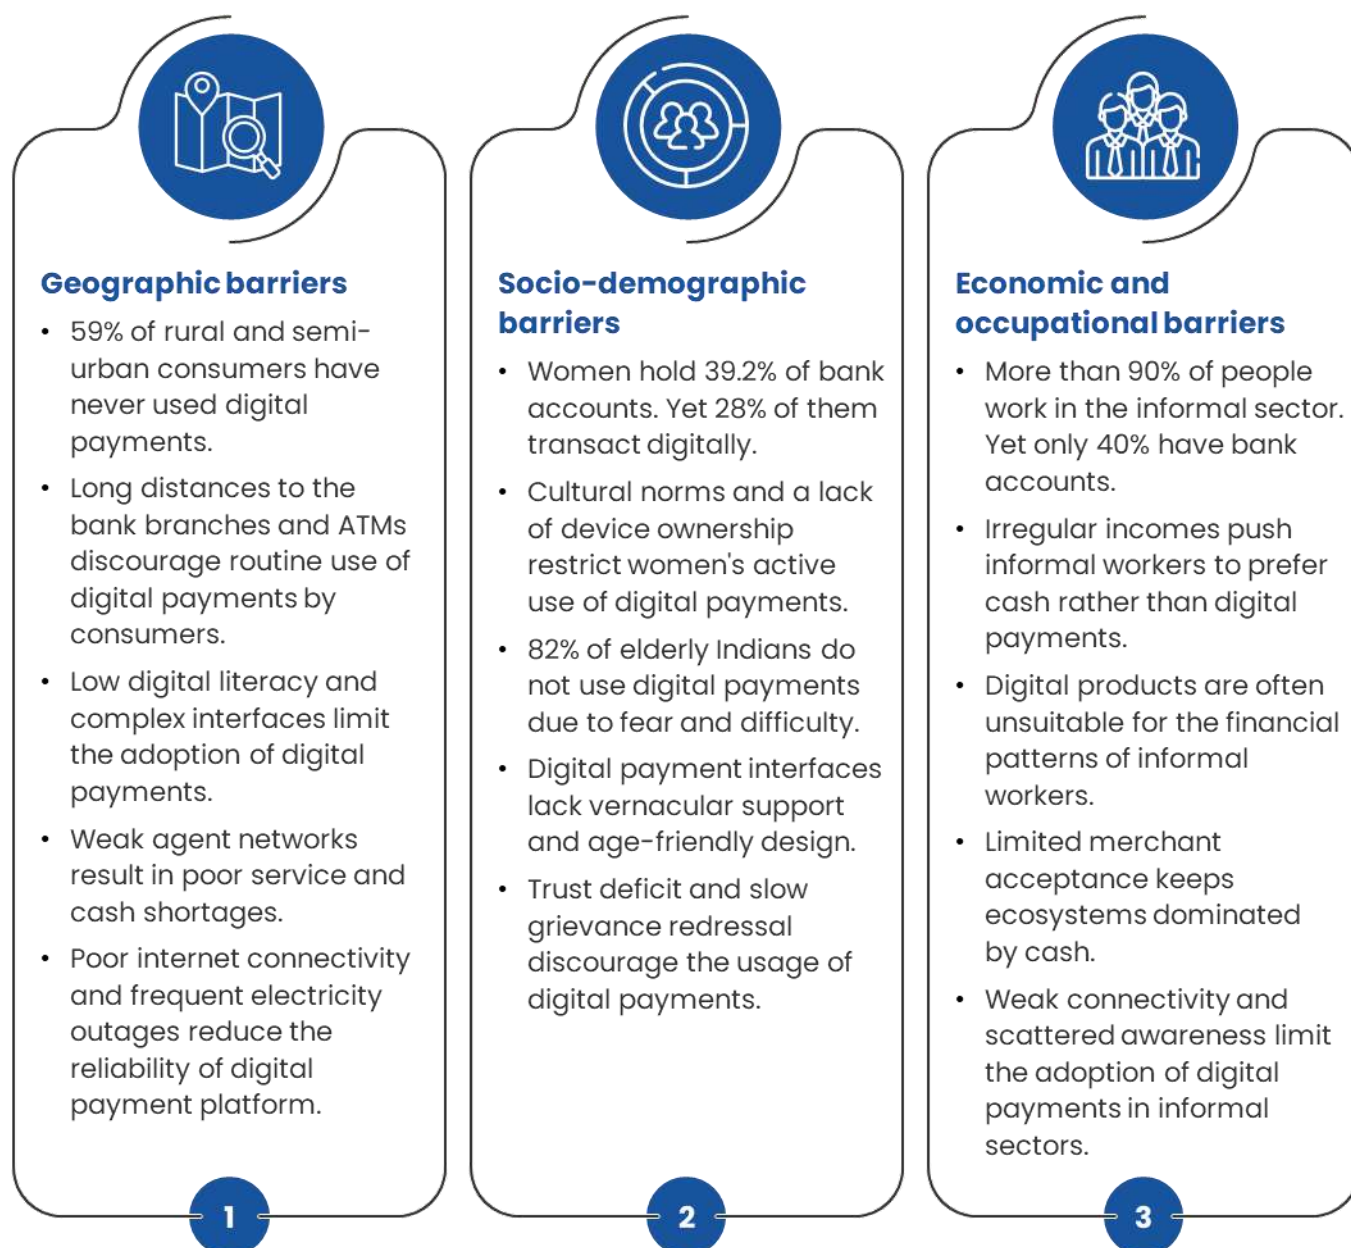 Geographic barriers
• 59% of rural and semi-
urban consumers have
never used digital
payments.
• Long distances to the
bank branches and ATMs
discourage routine use of
digital payments by
consumers.
• Low digital literacy and
complex interfaces limit
the adoption of digital
payments.
• Weak agent networks
result in poor service and
cash shortages.
• Poor internet connectivity
and frequent electricity
outages reduce the
reliability of digital
payment platform.
1
Socio-demographic
barriers
• Women hold 39.2% of bank
accounts. Yet 28% of them
transact digitally.
• Cultural norms and a lack
of device ownership
restrict women's active
use of digital payments.
• 82% of elderly Indians do
not use digital payments
due to fear and difficulty.
• Digital payment interfaces
lack vernacular support
and age-friendly design.
• Trust deficit and slow
grievance redressal
discourage the usage of
digital payments.
2
Economic and
occupational barriers
• More than 90% of people
work in the informal sector.
Yet only 40% have bank
accounts.
• Irregular incomes push
informal workers to prefer
cash rather than digital
payments.
• Digital products are often
unsuitable for the financial
patterns of informal
workers.
• Limited merchant
acceptance keeps
ecosystems dominated
by cash.
• Weak connectivity and
scattered awareness limit
the adoption of digital
payments in informal
sectors.
3